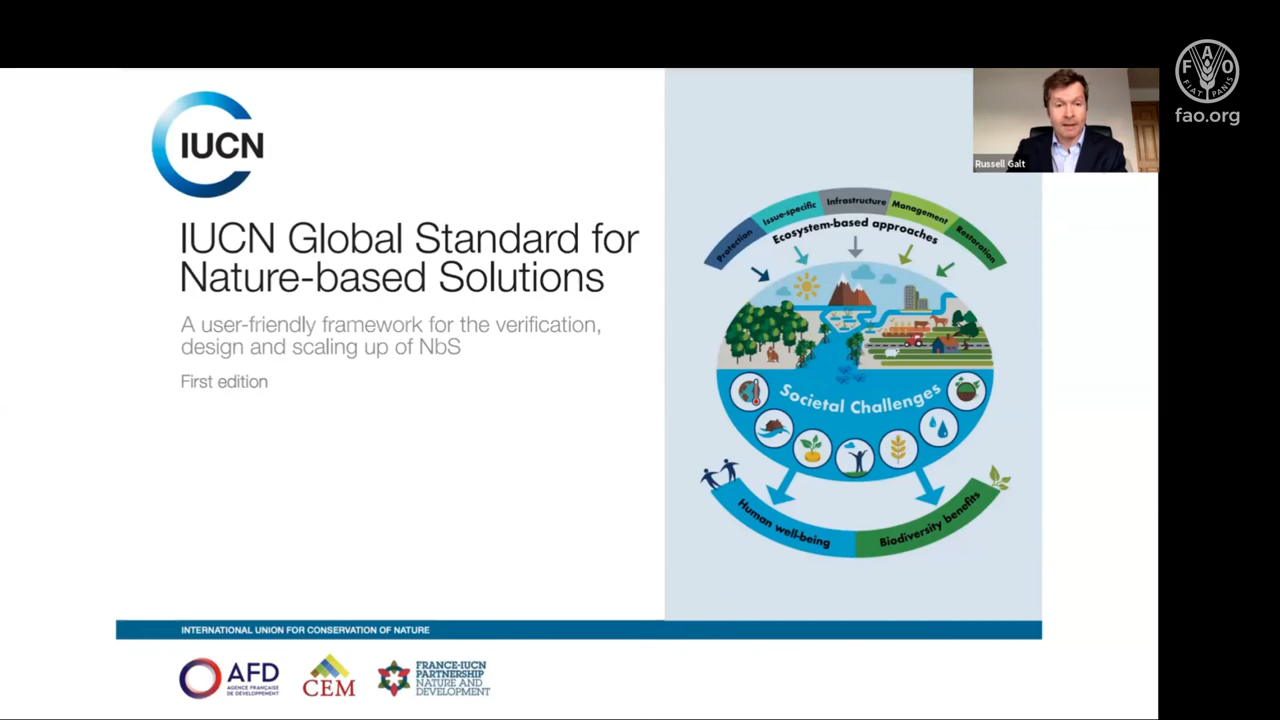 FAO
FIAT PANIS
fao.org
Russell Galt
IUCN
IUCN Global Standard for
Nature-based Solutions
A user-friendly framework for the verification,
design and scaling up of NbS
First edition
Protection
Issue-specific
Infrastructure
Management
Restoration
Ecosystem-based approaches
Societal Challenges
Human well-being
Biodiversity benefits
INTERNATIONAL UNION FOR CONSERVATION OF NATURE
AFD
AGENCE FRANÇAISE
DE DÉVELOPPEMENT
CEM
FRANCE-IUCN
PARTNERSHIP
NATURE AND
DEVELOPMENT